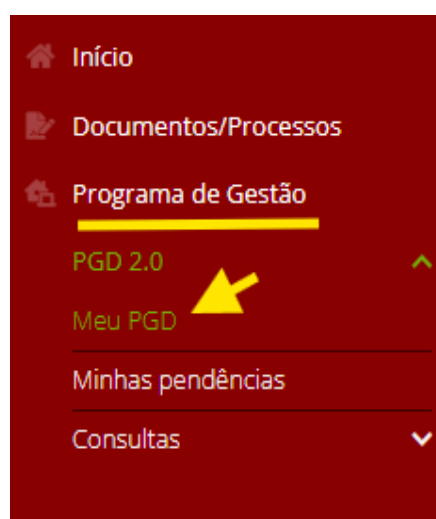 Início
Documentos/Processos
Programa de Gestão
PGD 2.0
Meu PGD
Minhas pendências
Consultas